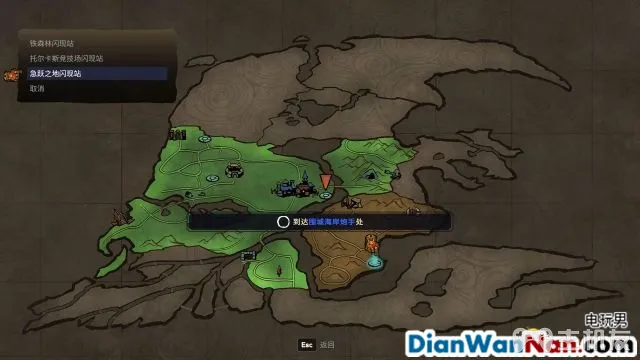 铁森林闪现站
托尔卡斯竞技场闪现站
急跃之地闪现站
取消
到达围城海岸炮手处
Esc 返回
电玩男
DianWanNan.com